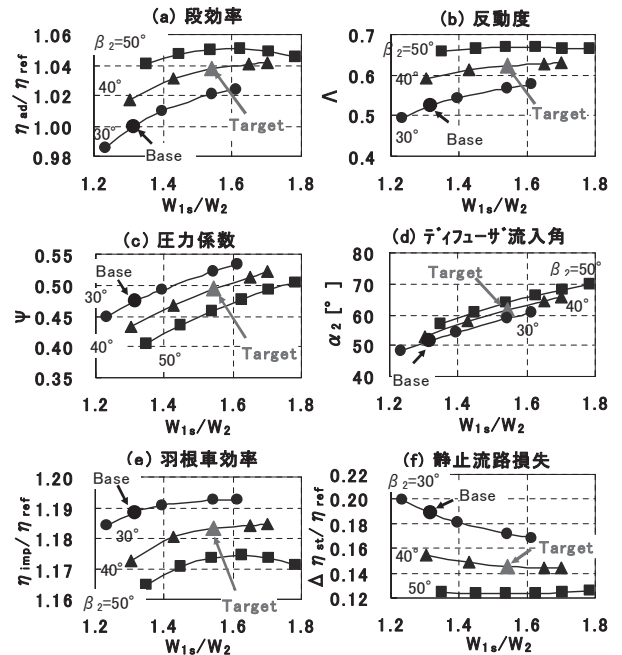 (a) 段効率
η ad/η ref
1.06
1.04
1.02
1.00
0.98
β₂=50°
40°
30°
Target
Base
1.2 1.4 1.6 1.8
W₁ₛ/W₂
(b) 反動度
Λ
0.7
0.6
0.5
0.4
β₂=50°
40°
30°
Target
Base
1.2 1.4 1.6 1.8
W₁ₛ/W₂
(c) 圧力係数
Ψ
0.55
0.50
0.45
0.40
0.35
Base
30°
40°
50°
Target
1.2 1.4 1.6 1.8
W₁ₛ/W₂
(d) ディフューザ流入角
α₂ [°]
80
70
60
50
40
Target
β₂=50°
40°
30°
Base
1.2 1.4 1.6 1.8
W₁ₛ/W₂
(e) 羽根車効率
η imp/η ref
1.20
1.19
1.18
1.17
1.16
Base
30°
40°
β₂=50°
Target
1.2 1.4 1.6 1.8
W₁ₛ/W₂
(f) 静止流路損失
Δη st/η ref
0.22
0.20
0.18
0.16
0.14
0.12
β₂=30°
Base
40°
Target
50°
1.2 1.4 1.6 1.8
W₁ₛ/W₂